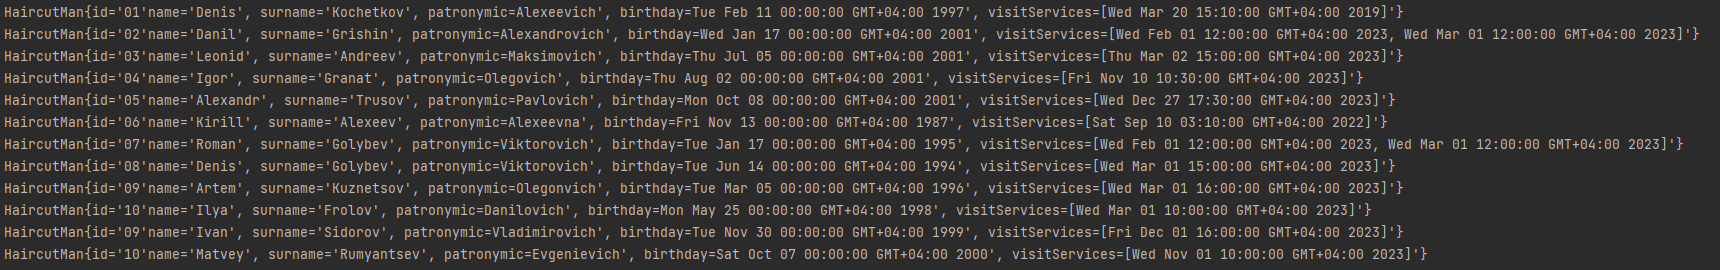 HaircutMan{id='01'name='Denis', surname='Kochetkov', patronymic=Alexeevich', birthday=Tue Feb 11 00:00:00 GMT+04:00 1997', visitServices=[Wed Mar 20 15:10:00 GMT+04:00 2019]'}
HaircutMan{id='02'name='Danil', surname='Grishin', patronymic=Alexandrovich', birthday=Wed Jan 17 00:00:00 GMT+04:00 2001', visitServices=[Wed Feb 01 12:00:00 GMT+04:00 2023, Wed Mar 01 12:00:00 GMT+04:00 2023]'}
HaircutMan{id='03'name='Leonid', surname='Andreev', patronymic=Maksimovich', birthday=Thu Jul 05 00:00:00 GMT+04:00 2001', visitServices=[Thu Mar 02 15:00:00 GMT+04:00 2023]'}
HaircutMan{id='04'name='Igor', surname='Granat', patronymic=Olegovich', birthday=Thu Aug 02 00:00:00 GMT+04:00 2001', visitServices=[Fri Nov 10 10:30:00 GMT+04:00 2023]'}
HaircutMan{id='05'name='Alexandr', surname='Trusov', patronymic=Pavlovich', birthday=Mon Oct 08 00:00:00 GMT+04:00 2001', visitServices=[Wed Dec 27 17:30:00 GMT+04:00 2023]'}
HaircutMan{id='06'name='Kirill', surname='Alexeev', patronymic=Alexeevna', birthday=Fri Nov 13 00:00:00 GMT+04:00 1987', visitServices=[Sat Sep 10 03:10:00 GMT+04:00 2022]'}
HaircutMan{id='07'name='Roman', surname='Golybev', patronymic=Viktorovich', birthday=Tue Jan 17 00:00:00 GMT+04:00 1995', visitServices=[Wed Feb 01 12:00:00 GMT+04:00 2023, Wed Mar 01 12:00:00 GMT+04:00 2023]'}
HaircutMan{id='08'name='Denis', surname='Golybev', patronymic=Viktorovich', birthday=Tue Jun 14 00:00:00 GMT+04:00 1994', visitServices=[Wed Mar 01 15:00:00 GMT+04:00 2023]'}
HaircutMan{id='09'name='Artem', surname='Kuznetsov', patronymic=Olegonvich', birthday=Tue Mar 05 00:00:00 GMT+04:00 1996', visitServices=[Wed Mar 01 16:00:00 GMT+04:00 2023]'}
HaircutMan{id='10'name='Ilya', surname='Frolov', patronymic=Danilovich', birthday=Mon May 25 00:00:00 GMT+04:00 1998', visitServices=[Wed Mar 01 10:00:00 GMT+04:00 2023]'}
HaircutMan{id='09'name='Ivan', surname='Sidorov', patronymic=Vladimirovich', birthday=Tue Nov 30 00:00:00 GMT+04:00 1999', visitServices=[Fri Dec 01 16:00:00 GMT+04:00 2023]'}
HaircutMan{id='10'name='Matvey', surname='Rumyantsev', patronymic=Evgenievich', birthday=Sat Oct 07 00:00:00 GMT+04:00 2000', visitServices=[Wed Nov 01 10:00:00 GMT+04:00 2023]'}